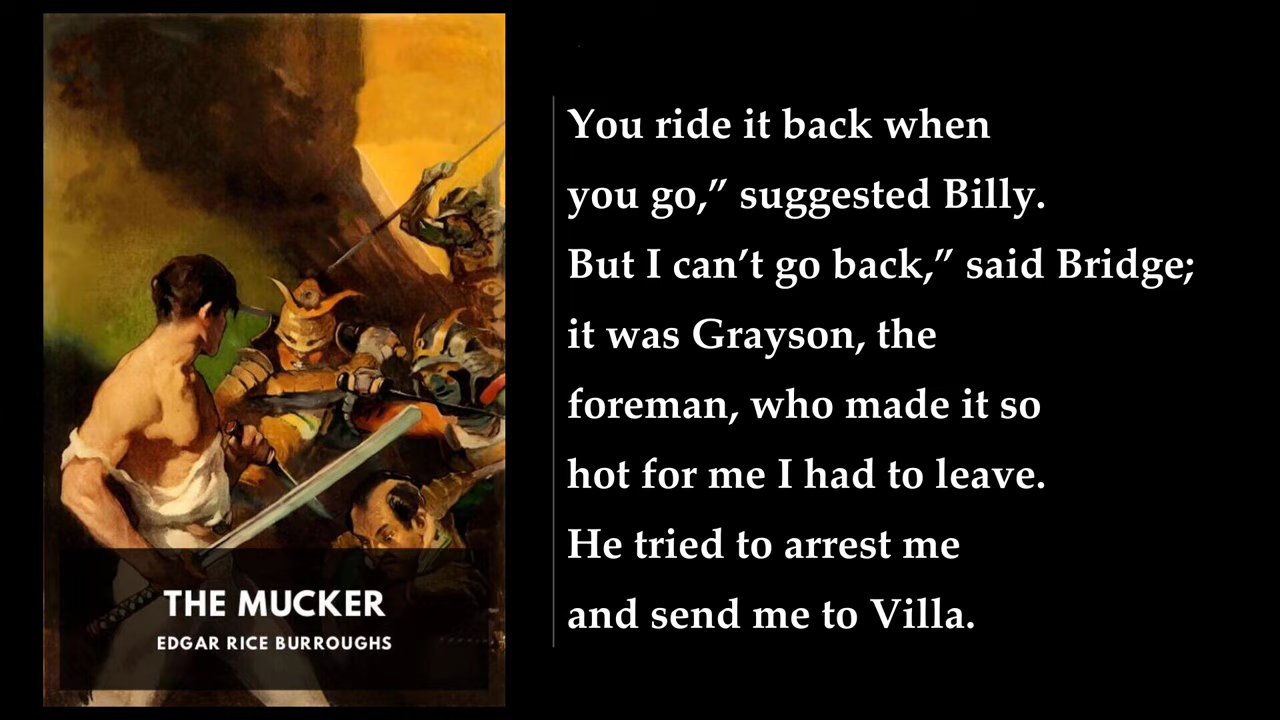 THE MUCKER
EDGAR RICE BURROUGHS
You ride it back when
you go,” suggested Billy.
But I can’t go back,” said Bridge;
it was Grayson, the
foreman, who made it so
hot for me I had to leave.
He tried to arrest me
and send me to Villa.